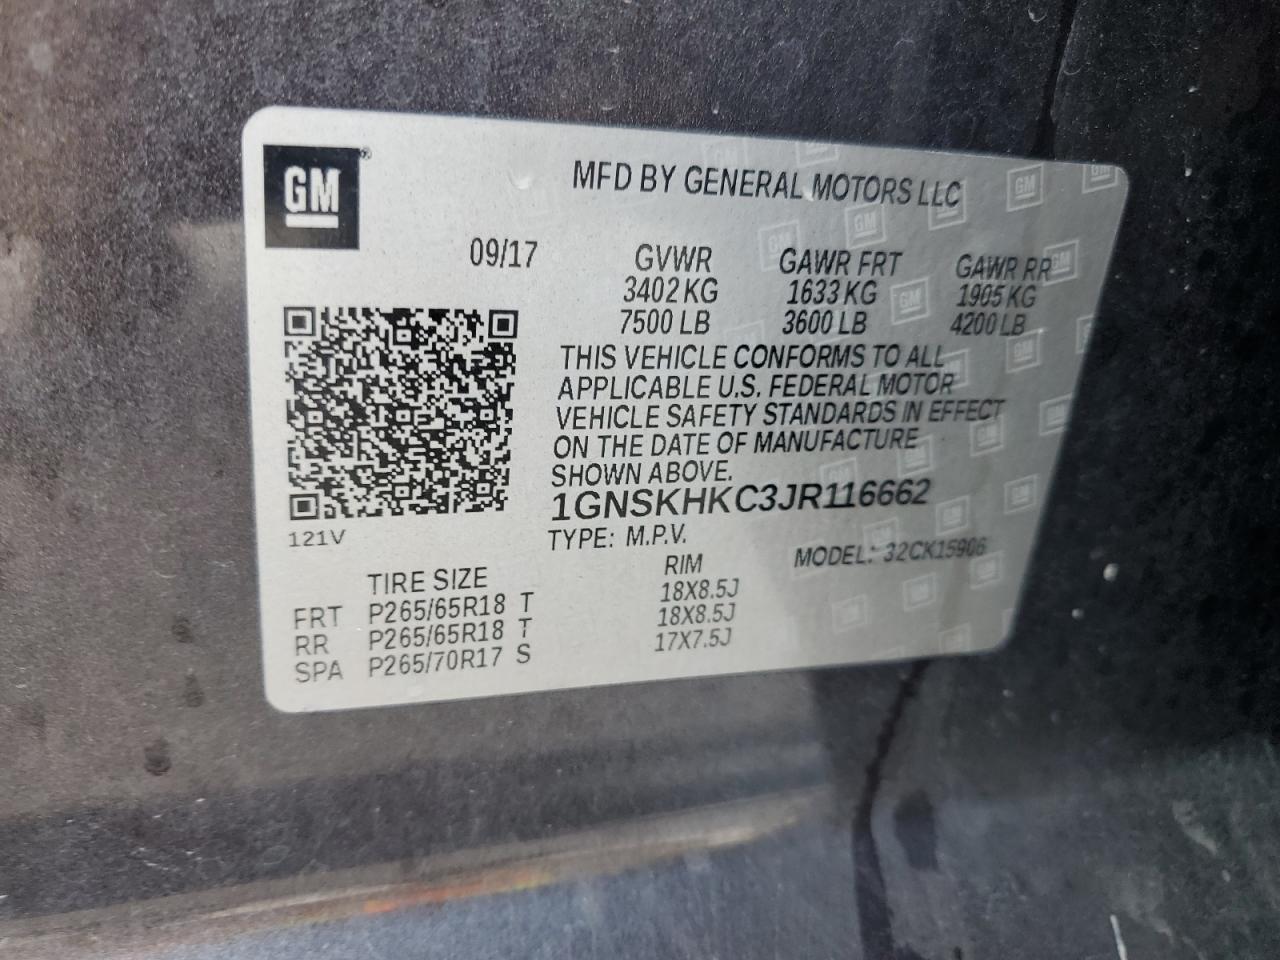 GM
MFD BY GENERAL MOTORS LLC
09/17 GVWR GAWR FRT GAWR RR
3402 KG 1633 KG 1905 KG
7500 LB 3600 LB 4200 LB
THIS VEHICLE CONFORMS TO ALL
APPLICABLE U.S. FEDERAL MOTOR
VEHICLE SAFETY STANDARDS IN EFFECT
ON THE DATE OF MANUFACTURE
SHOWN ABOVE.
1GNSKHKC3JR116662
121V
TYPE: M.P.V. MODEL: 32CK15906
TIRE SIZE RIM
FRT P265/65R18 T 18X8.5J
RR P265/65R18 T 18X8.5J
SPA P265/70R17 S 17X7.5J